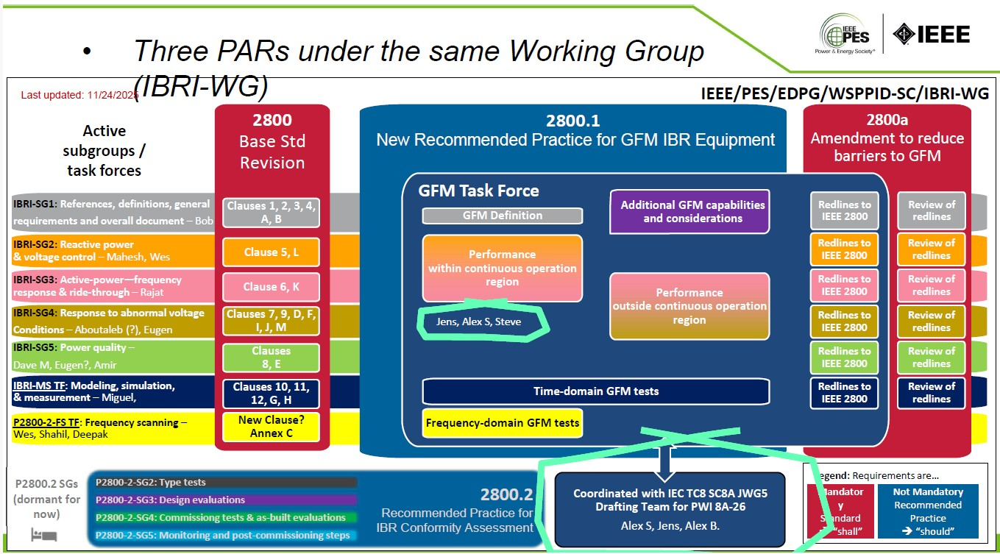 • Three PARs under the same Working Group
(IBRI-WG)
IEEE
PES
Power & Energy Society®
IEEE
Last updated: 11/24/2025
IEEE/PES/EDPG/WSPPID-SC/IBRI-WG
Active
subgroups /
task forces
2800
Base Std
Revision
2800.1
New Recommended Practice for GFM IBR Equipment
2800a
Amendment to reduce
barriers to GFM
IBRI-SG1: References, definitions, general
requirements and overall document – Bob
IBRI-SG2: Reactive power
& voltage control – Mahesh, Wes
IBRI-SG3: Active-power—frequency
response & ride-through – Rajat
IBRI-SG4: Response to abnormal voltage
Conditions – Aboutaleb (?), Eugen
IBRI-SG5: Power quality –
Dave M, Eugen?, Amir
IBRI-MS TF: Modeling, simulation,
& measurement – Miguel,
P2800-2-FS TF: Frequency scanning –
Wes, Shahil, Deepak
Clauses 1, 2, 3, 4,
A, B
Clause 5, L
Clause 6, K
Clauses 7, 9, D, F,
I, J, M
Clauses
8, E
Clauses 10, 11,
12, G, H
New Clause?
Annex C
GFM Task Force
GFM Definition
Additional GFM capabilities
and considerations
Performance
within continuous operation
region
Jens, Alex S, Steve
Performance
outside continuous operation
region
Time-domain GFM tests
Frequency-domain GFM tests
Redlines to
IEEE 2800
Review of
redlines
Redlines to
IEEE 2800
Review of
redlines
Redlines to
IEEE 2800
Review of
redlines
Redlines to
IEEE 2800
Review of
redlines
Redlines to
IEEE 2800
Review of
redlines
Redlines to
IEEE 2800
Review of
redlines
P2800.2 SGs
(dormant for
now)
P2800-2-SG2: Type tests
P2800-2-SG3: Design evaluations
P2800-2-SG4: Commissiong tests & as-built evaluations
P2800-2-SG5: Monitoring and post-commissioning steps
2800.2
Recommended Practice for
IBR Conformity Assessment
Coordinated with IEC TC8 SC8A JWG5
Drafting Team for PWI 8A-26
Alex S, Jens, Alex B.
egend: Requirements are...
andator
y
Standard
"shall"
Not Mandatory
Recommended
Practice
➔ "should"